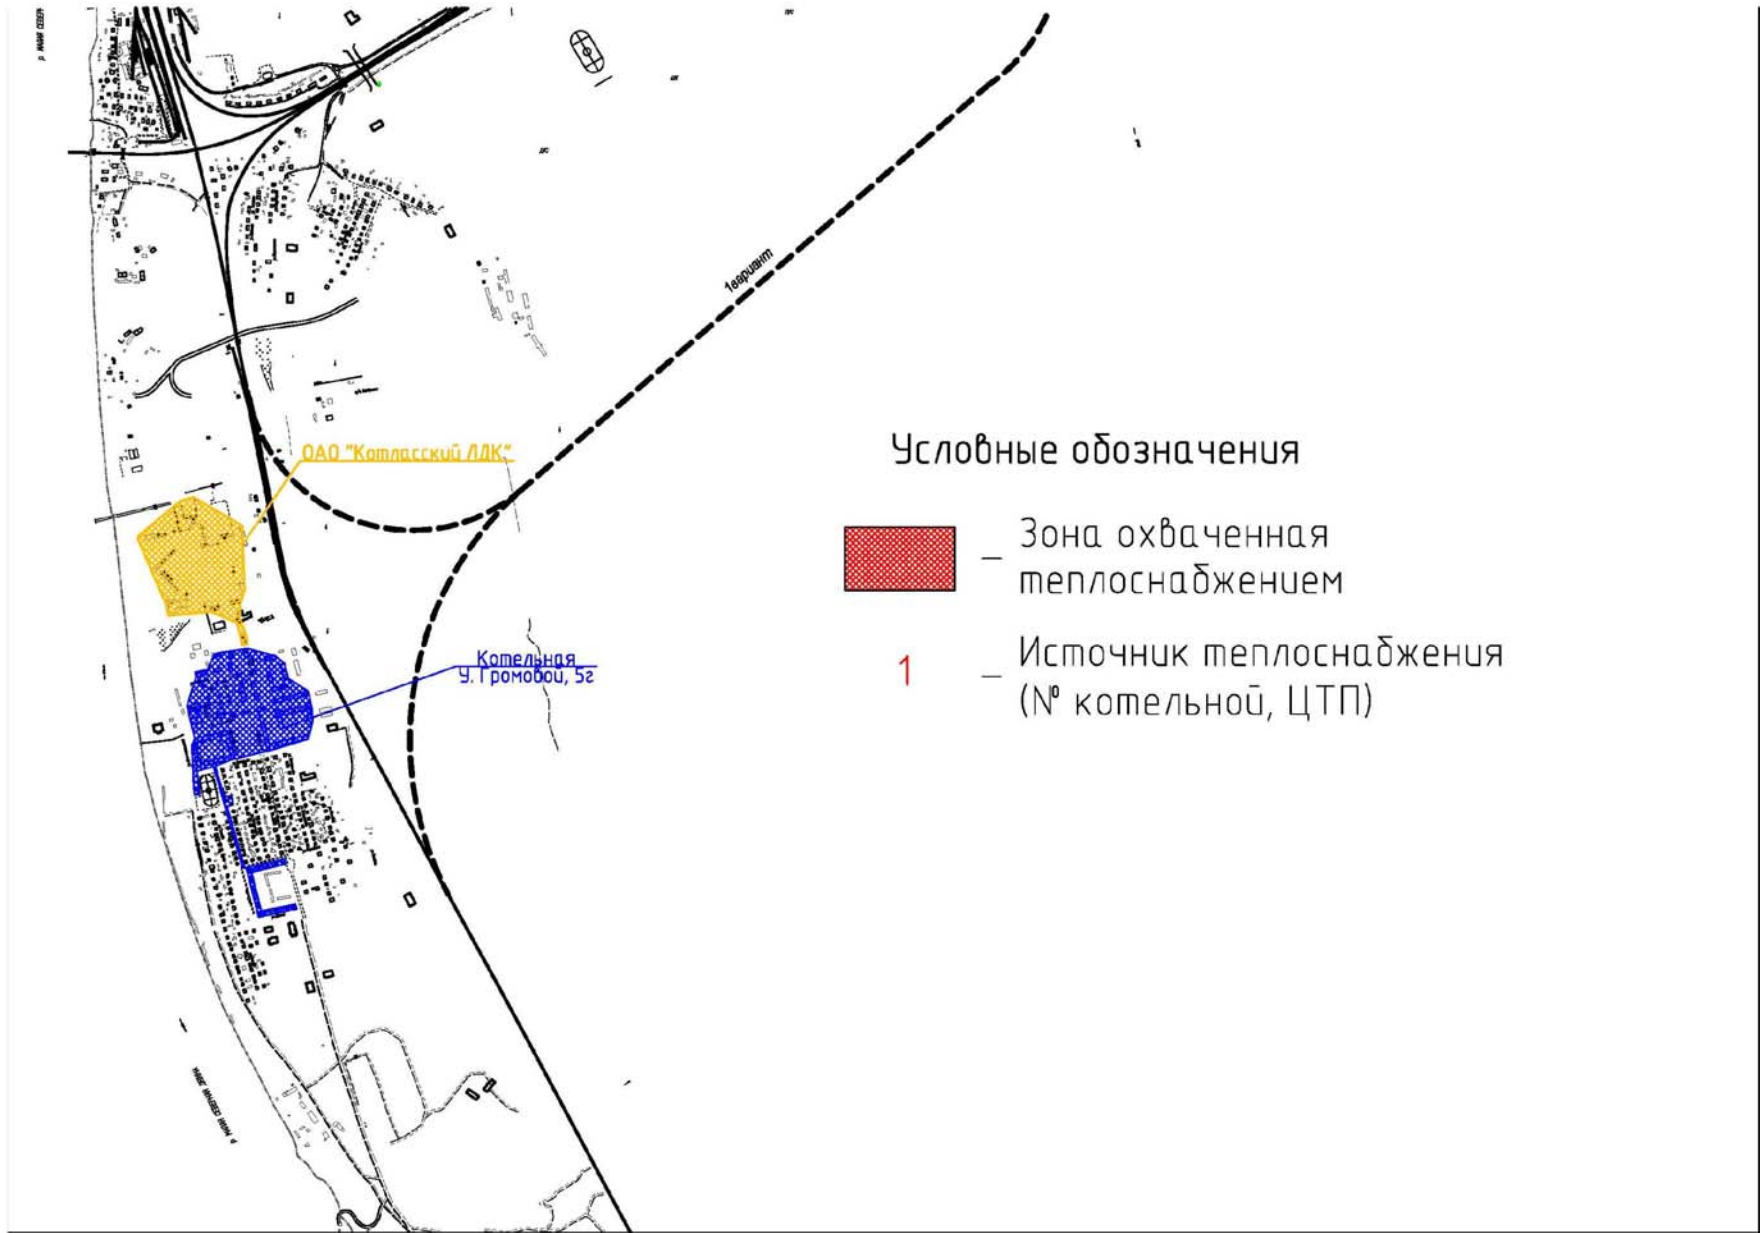 1вариант
ОАО "Котласский ЛДК"
Условные обозначения
Зона охваченная
теплоснабжением
Котельная
У. Громовой, 5г
1
Источник теплоснабжения
(№ котельной, ЦТП)